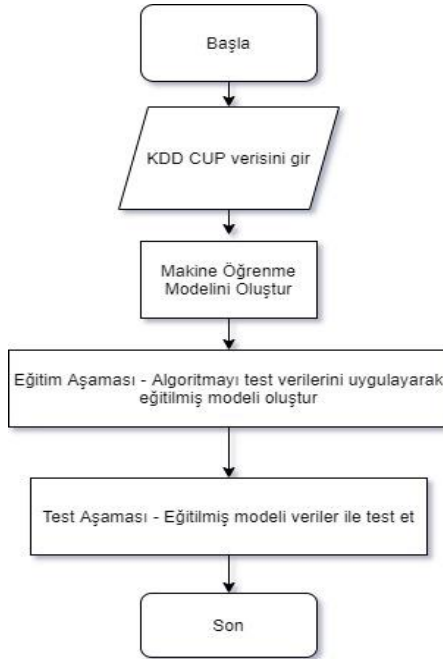 Başla
KDD CUP verisini gir
Makine Öğrenme
Modelini Oluştur
Eğitim Aşaması - Algoritmayı test verilerini uygulayarak
eğitilmiş modeli oluştur
Test Aşaması - Eğitilmiş modeli veriler ile test et
Son